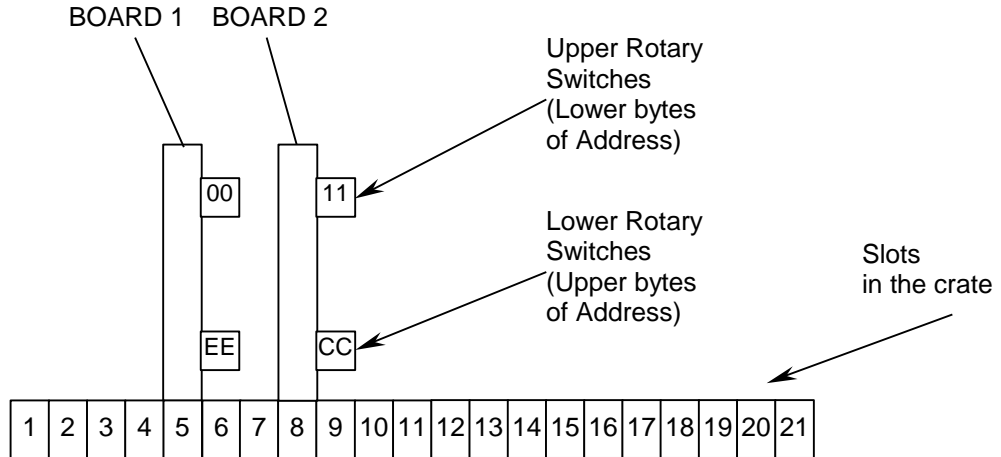 BOARD 1 BOARD 2
Upper Rotary
Switches
(Lower bytes
of Address)
00 11
Lower Rotary
Switches
(Upper bytes
of Address)
Slots
in the crate
EE CC
1 2 3 4 5 6 7 8 9 10 11 12 13 14 15 16 17 18 19 20 21